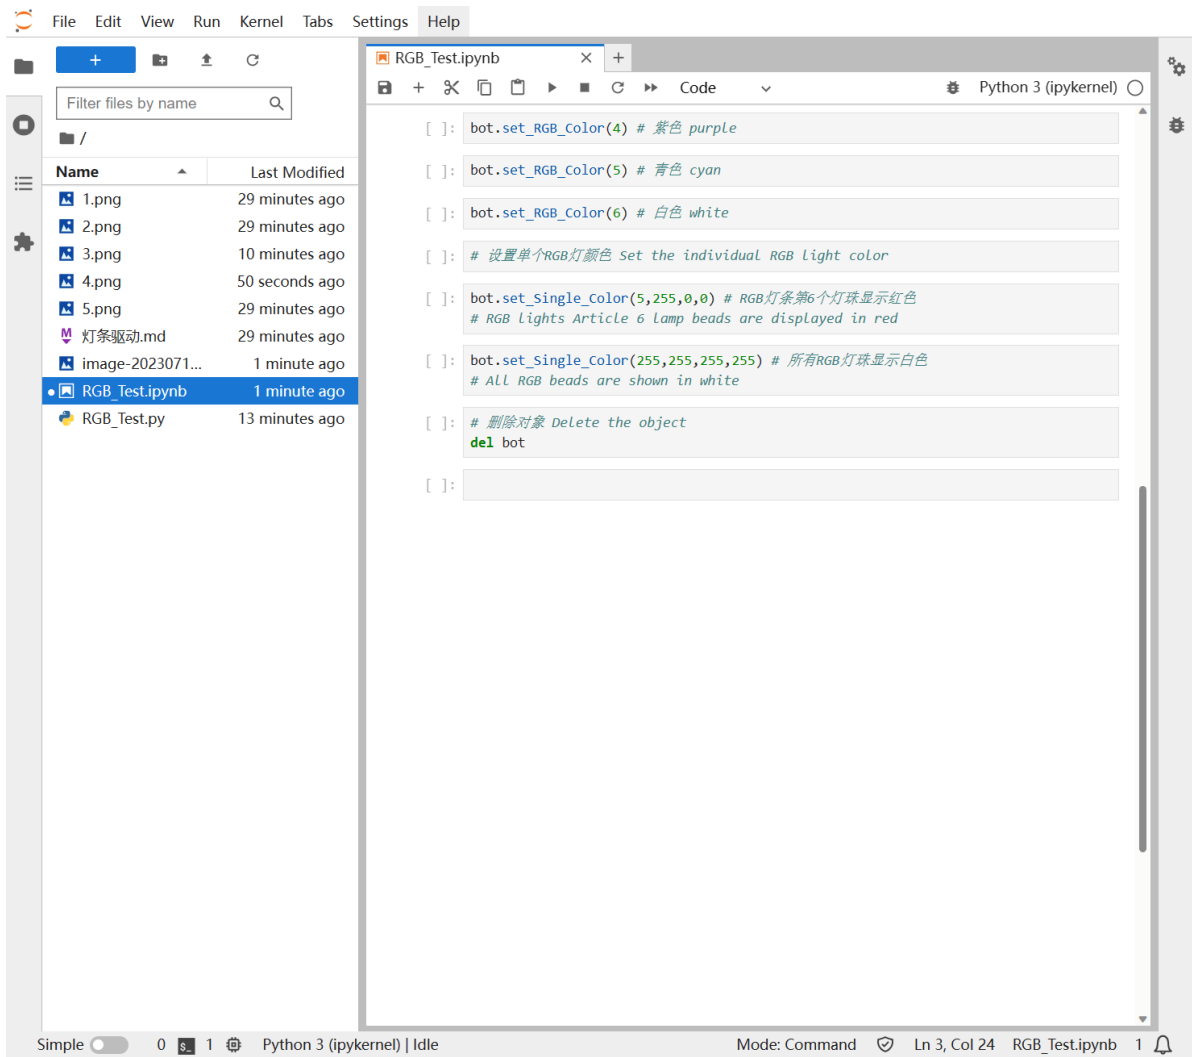 File Edit View Run Kernel Tabs Settings Help
+
Filter files by name
/
Name Last Modified
1.png 29 minutes ago
2.png 29 minutes ago
3.png 10 minutes ago
4.png 50 seconds ago
5.png 29 minutes ago
灯条驱动.md 29 minutes ago
image-2023071... 1 minute ago
RGB_Test.ipynb 1 minute ago
RGB_Test.py 13 minutes ago
RGB_Test.ipynb
Code Python 3 (ipykernel)
[ ]: bot.set_RGB_Color(4) # 紫色 purple
[ ]: bot.set_RGB_Color(5) # 青色 cyan
[ ]: bot.set_RGB_Color(6) # 白色 white
[ ]: # 设置单个RGB灯颜色 Set the individual RGB light color
[ ]: bot.set_Single_Color(5,255,0,0) # RGB灯条第6个灯珠显示红色
# RGB lights Article 6 lamp beads are displayed in red
[ ]: bot.set_Single_Color(255,255,255,255) # 所有RGB灯珠显示白色
# All RGB beads are shown in white
[ ]: # 删除对象 Delete the object
del bot
[ ]:
Simple 0 $_ 1 Python 3 (ipykernel) | Idle Mode: Command Ln 3, Col 24 RGB_Test.ipynb 1